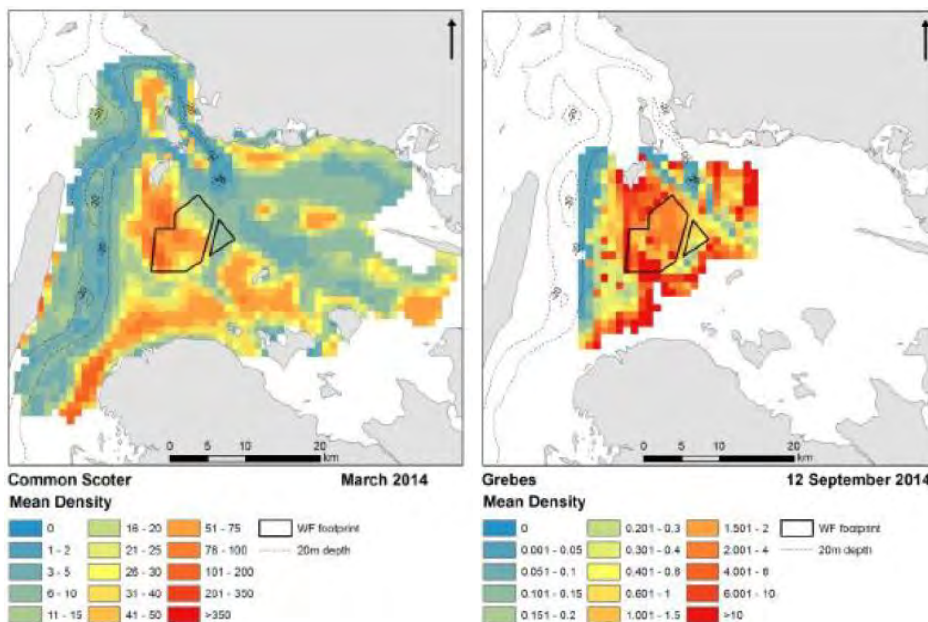 0 5 10 20
km
Common Scoter March 2014
Mean Density
0 16 - 20 51 - 75 WF footprint
1 - 2 21 - 25 76 - 100 20m depth
3 - 5 26 - 30 101 - 200
6 - 10 31 - 40 201 - 350
11 - 15 41 - 50 >350
0 5 10 20
km
Grebes 12 September 2014
Mean Density
0 0.201 - 0.3 1.501 - 2 WF footprint
0.001 - 0.05 0.301 - 0.4 2.001 - 4 20m depth
0.051 - 0.1 0.401 - 0.6 4.001 - 6
0.101 - 0.15 0.601 - 1 6.001 - 10
0.151 - 0.2 1.001 - 1.5 >10